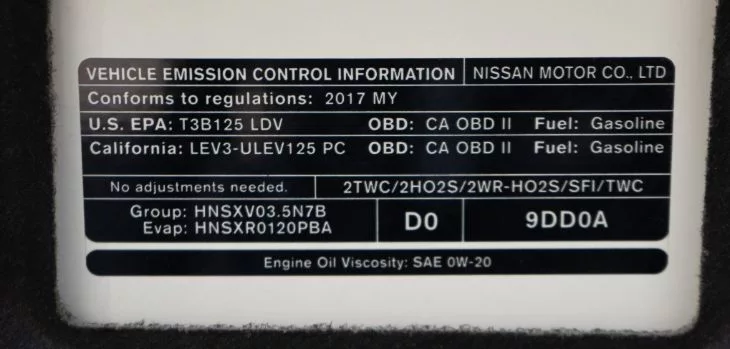 VEHICLE EMISSION CONTROL INFORMATION NISSAN MOTOR CO., LTD
Conforms to regulations: 2017 MY
U.S. EPA: T3B125 LDV OBD: CA OBD II Fuel: Gasoline
California: LEV3-ULEV125 PC OBD: CA OBD II Fuel: Gasoline
No adjustments needed. 2TWC/2HO2S/2WR-HO2S/SFI/TWC
Group: HNSXV03.5N7B
Evap: HNSXR0120PBA
D0 9DD0A
Engine Oil Viscosity: SAE 0W-20